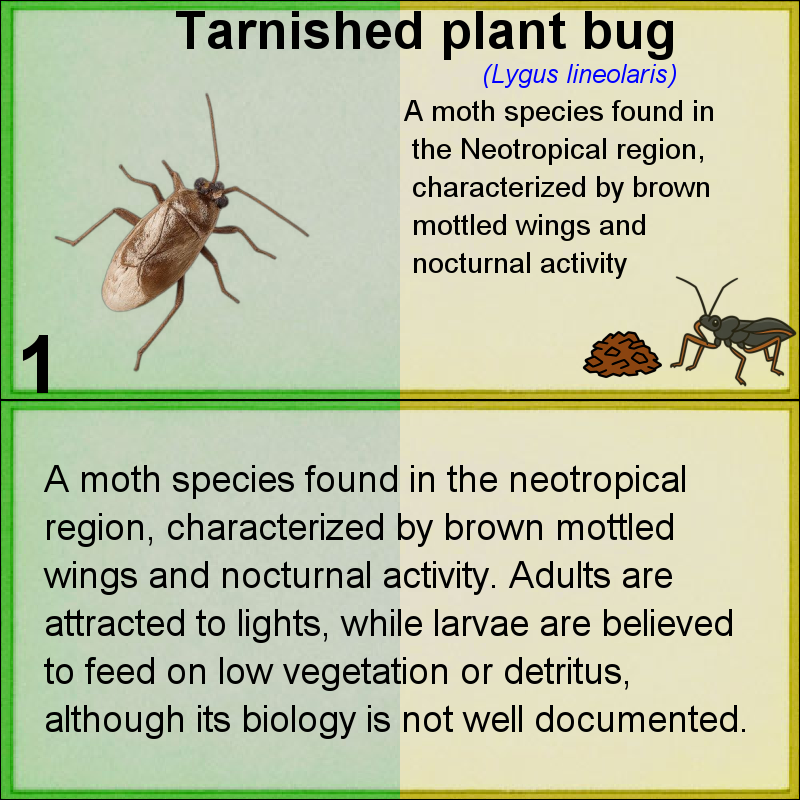 Tarnished plant bug
(Lygus lineolaris)
A moth species found in
the Neotropical region,
characterized by brown
mottled wings and
nocturnal activity
1
A moth species found in the neotropical
region, characterized by brown mottled
wings and nocturnal activity. Adults are
attracted to lights, while larvae are believed
to feed on low vegetation or detritus,
although its biology is not well documented.